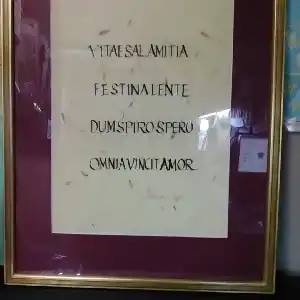 VITAE SAL AMITIA
FESTINA LENTE
DUM SPIRO SPERO
OMNIA VINCIT AMOR